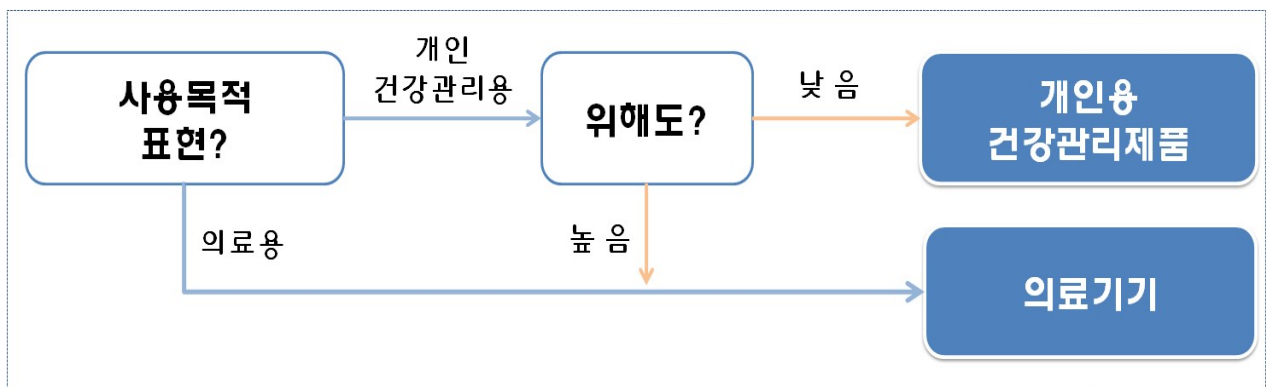 사용목적
표현?
개인
건강관리용
위해도?
낮 음
개인용
건강관리제품
의료용
높 음
의료기기